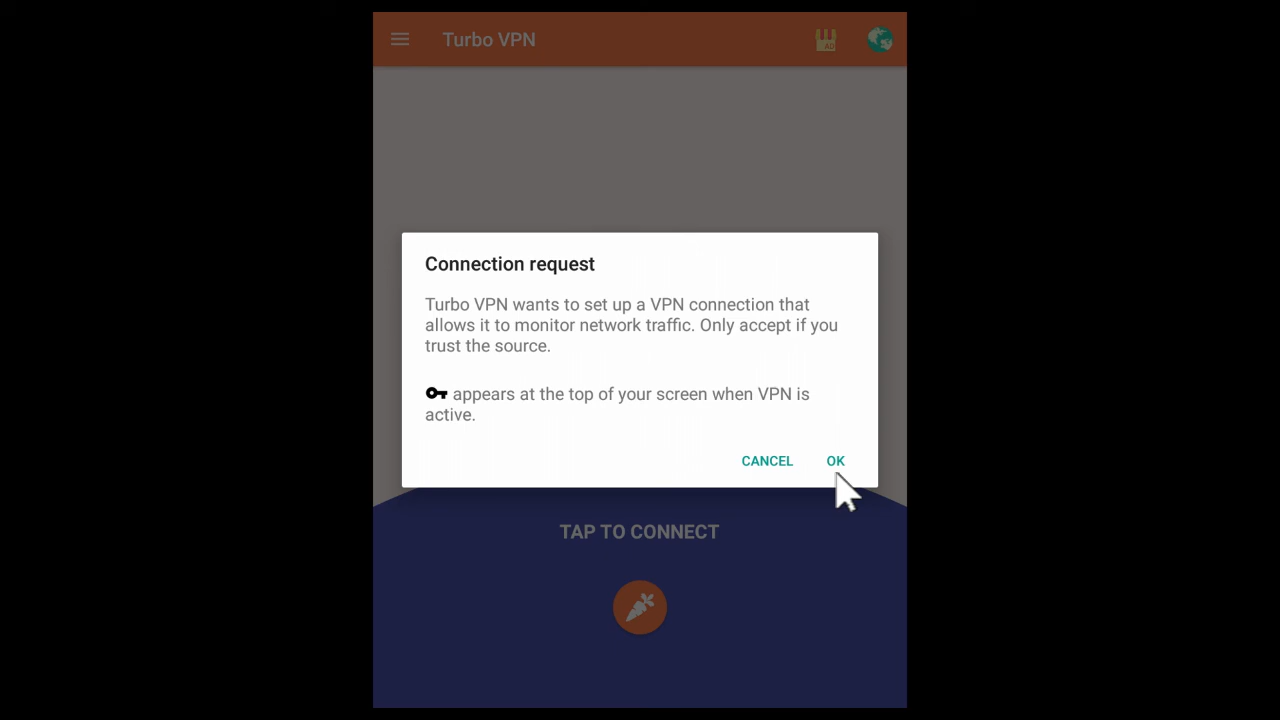 Turbo VPN
AD
Connection request
Turbo VPN wants to set up a VPN connection that
allows it to monitor network traffic. Only accept if you
trust the source.
appears at the top of your screen when VPN is
active.
CANCEL OK
TAP TO CONNECT